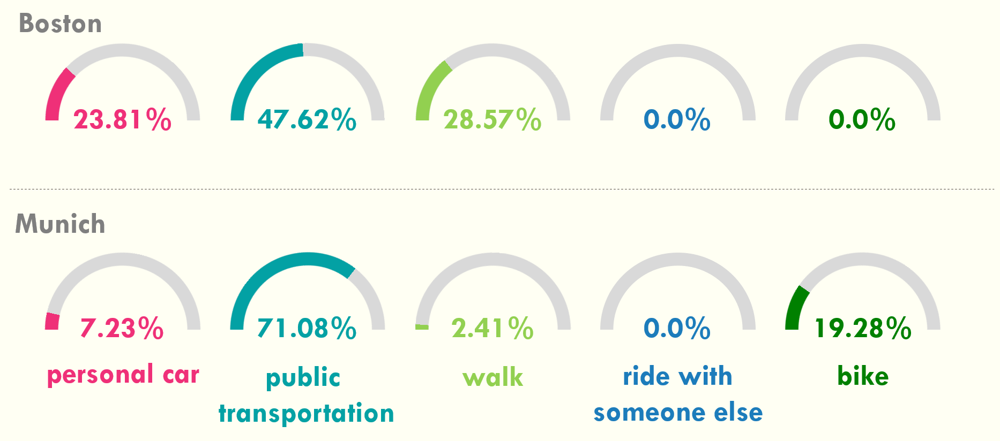 Boston
23.81% 47.62% 28.57% 0.0% 0.0%
Munich
7.23% 71.08% 2.41% 0.0% 19.28%
personal car public walk ride with bike
transportation someone else